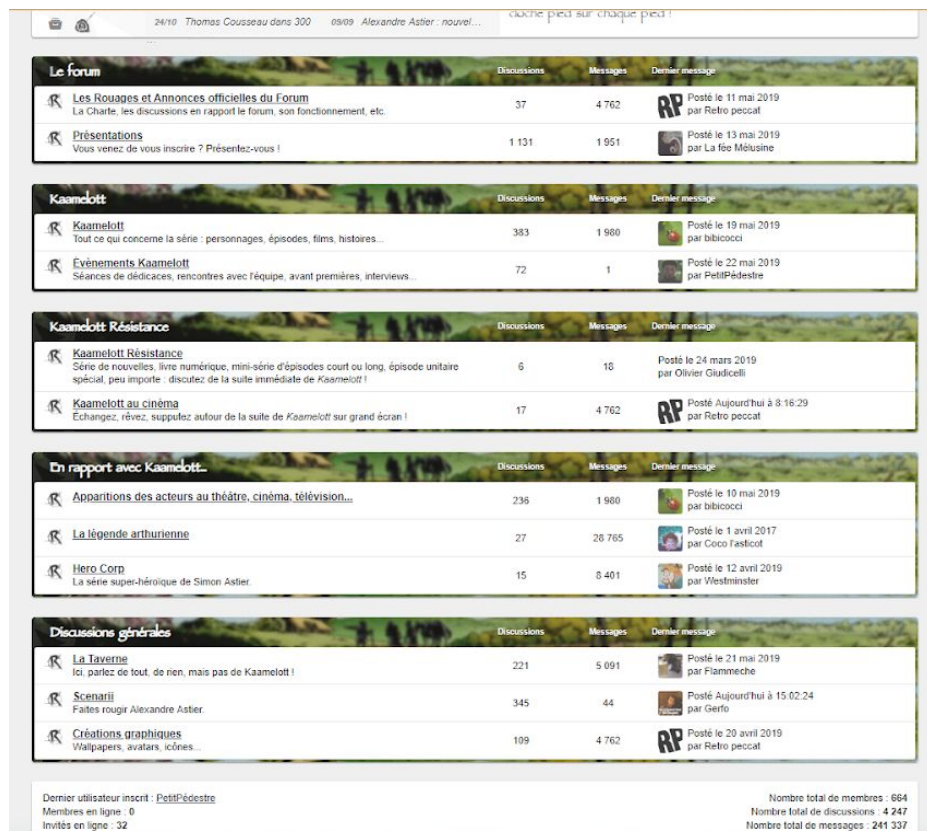 cloche pied sur chaque pied !
24/10 Thomas Cousseau dans 300 09/09 Alexandre Astier : nouvel…
...
Le forum Discussions Messages Dernier message
Les Rouages et Annonces officielles du Forum
La Charte, les discussions en rapport le forum, son fonctionnement, etc.
37 4 762
RP Posté le 11 mai 2019
par Retro peccat
Présentations
Vous venez de vous inscrire ? Présentez-vous !
1 131 1 951
Posté le 13 mai 2019
par La fée Mélusine
Kaamelott Discussions Messages Dernier message
Kaamelott
Tout ce qui concerne la série : personnages, épisodes, films, histoires...
383 1 980
Posté le 19 mai 2019
par bibicocci
Evènements Kaamelott
Séances de dédicaces, rencontres avec l'équipe, avant premières, interviews...
72 1
Posté le 22 mai 2019
par PetitPédestre
Kaamelott Résistance Discussions Messages Dernier message
Kaamelott Résistance
Série de nouvelles, livre numérique, mini-série d'épisodes court ou long, épisode unitaire
spécial, peu importe : discutez de la suite immédiate de Kaamelott !
6 18
Posté le 24 mars 2019
par Olivier Giudicelli
Kaamelott au cinéma
Échangez, rêvez, supputez autour de la suite de Kaamelott sur grand écran !
17 4 762
RP Posté Aujourd'hui à 8:16:29
par Retro peccat
En rapport avec Kaamelott... Discussions Messages Dernier message
Apparitions des acteurs au théâtre, cinéma, télévision...
236 1 980
Posté le 10 mai 2019
par bibicocci
La légende arthurienne
27 28 765
Posté le 1 avril 2017
par Coco l'asticot
Hero Corp
La série super-héroïque de Simon Astier.
15 8 401
Posté le 12 avril 2019
par Westminster
Discussions générales Discussions Messages Dernier message
La Taverne
Ici, parlez de tout, de rien, mais pas de Kaamelott !
221 5 091
Posté le 21 mai 2019
par Flammeche
Scenarii
Faites rougir Alexandre Astier.
345 44
Posté Aujourd'hui à 15:02:24
par Gerfo
Créations graphiques
Wallpapers, avatars, icônes...
109 4 762
RP Posté le 20 avril 2019
par Retro peccat
Dernier utilisateur inscrit : PetitPédestre
Membres en ligne : 0
Invités en ligne : 32
Nombre total de membres : 664
Nombre total de discussions : 4 247
Nombre total de messages : 241 337